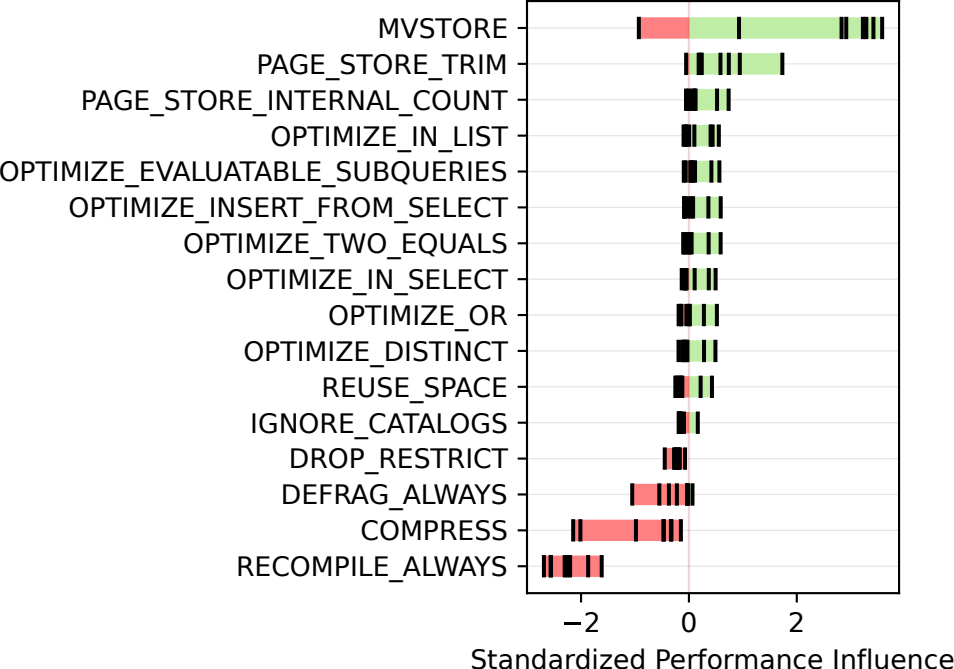 MVSTORE
PAGE_STORE_TRIM
PAGE_STORE_INTERNAL_COUNT
OPTIMIZE_IN_LIST
OPTIMIZE_EVALUATABLE_SUBQUERIES
OPTIMIZE_INSERT_FROM_SELECT
OPTIMIZE_TWO_EQUALS
OPTIMIZE_IN_SELECT
OPTIMIZE_OR
OPTIMIZE_DISTINCT
REUSE_SPACE
IGNORE_CATALOGS
DROP_RESTRICT
DEFRAG_ALWAYS
COMPRESS
RECOMPILE_ALWAYS
−2 0 2
Standardized Performance Influence